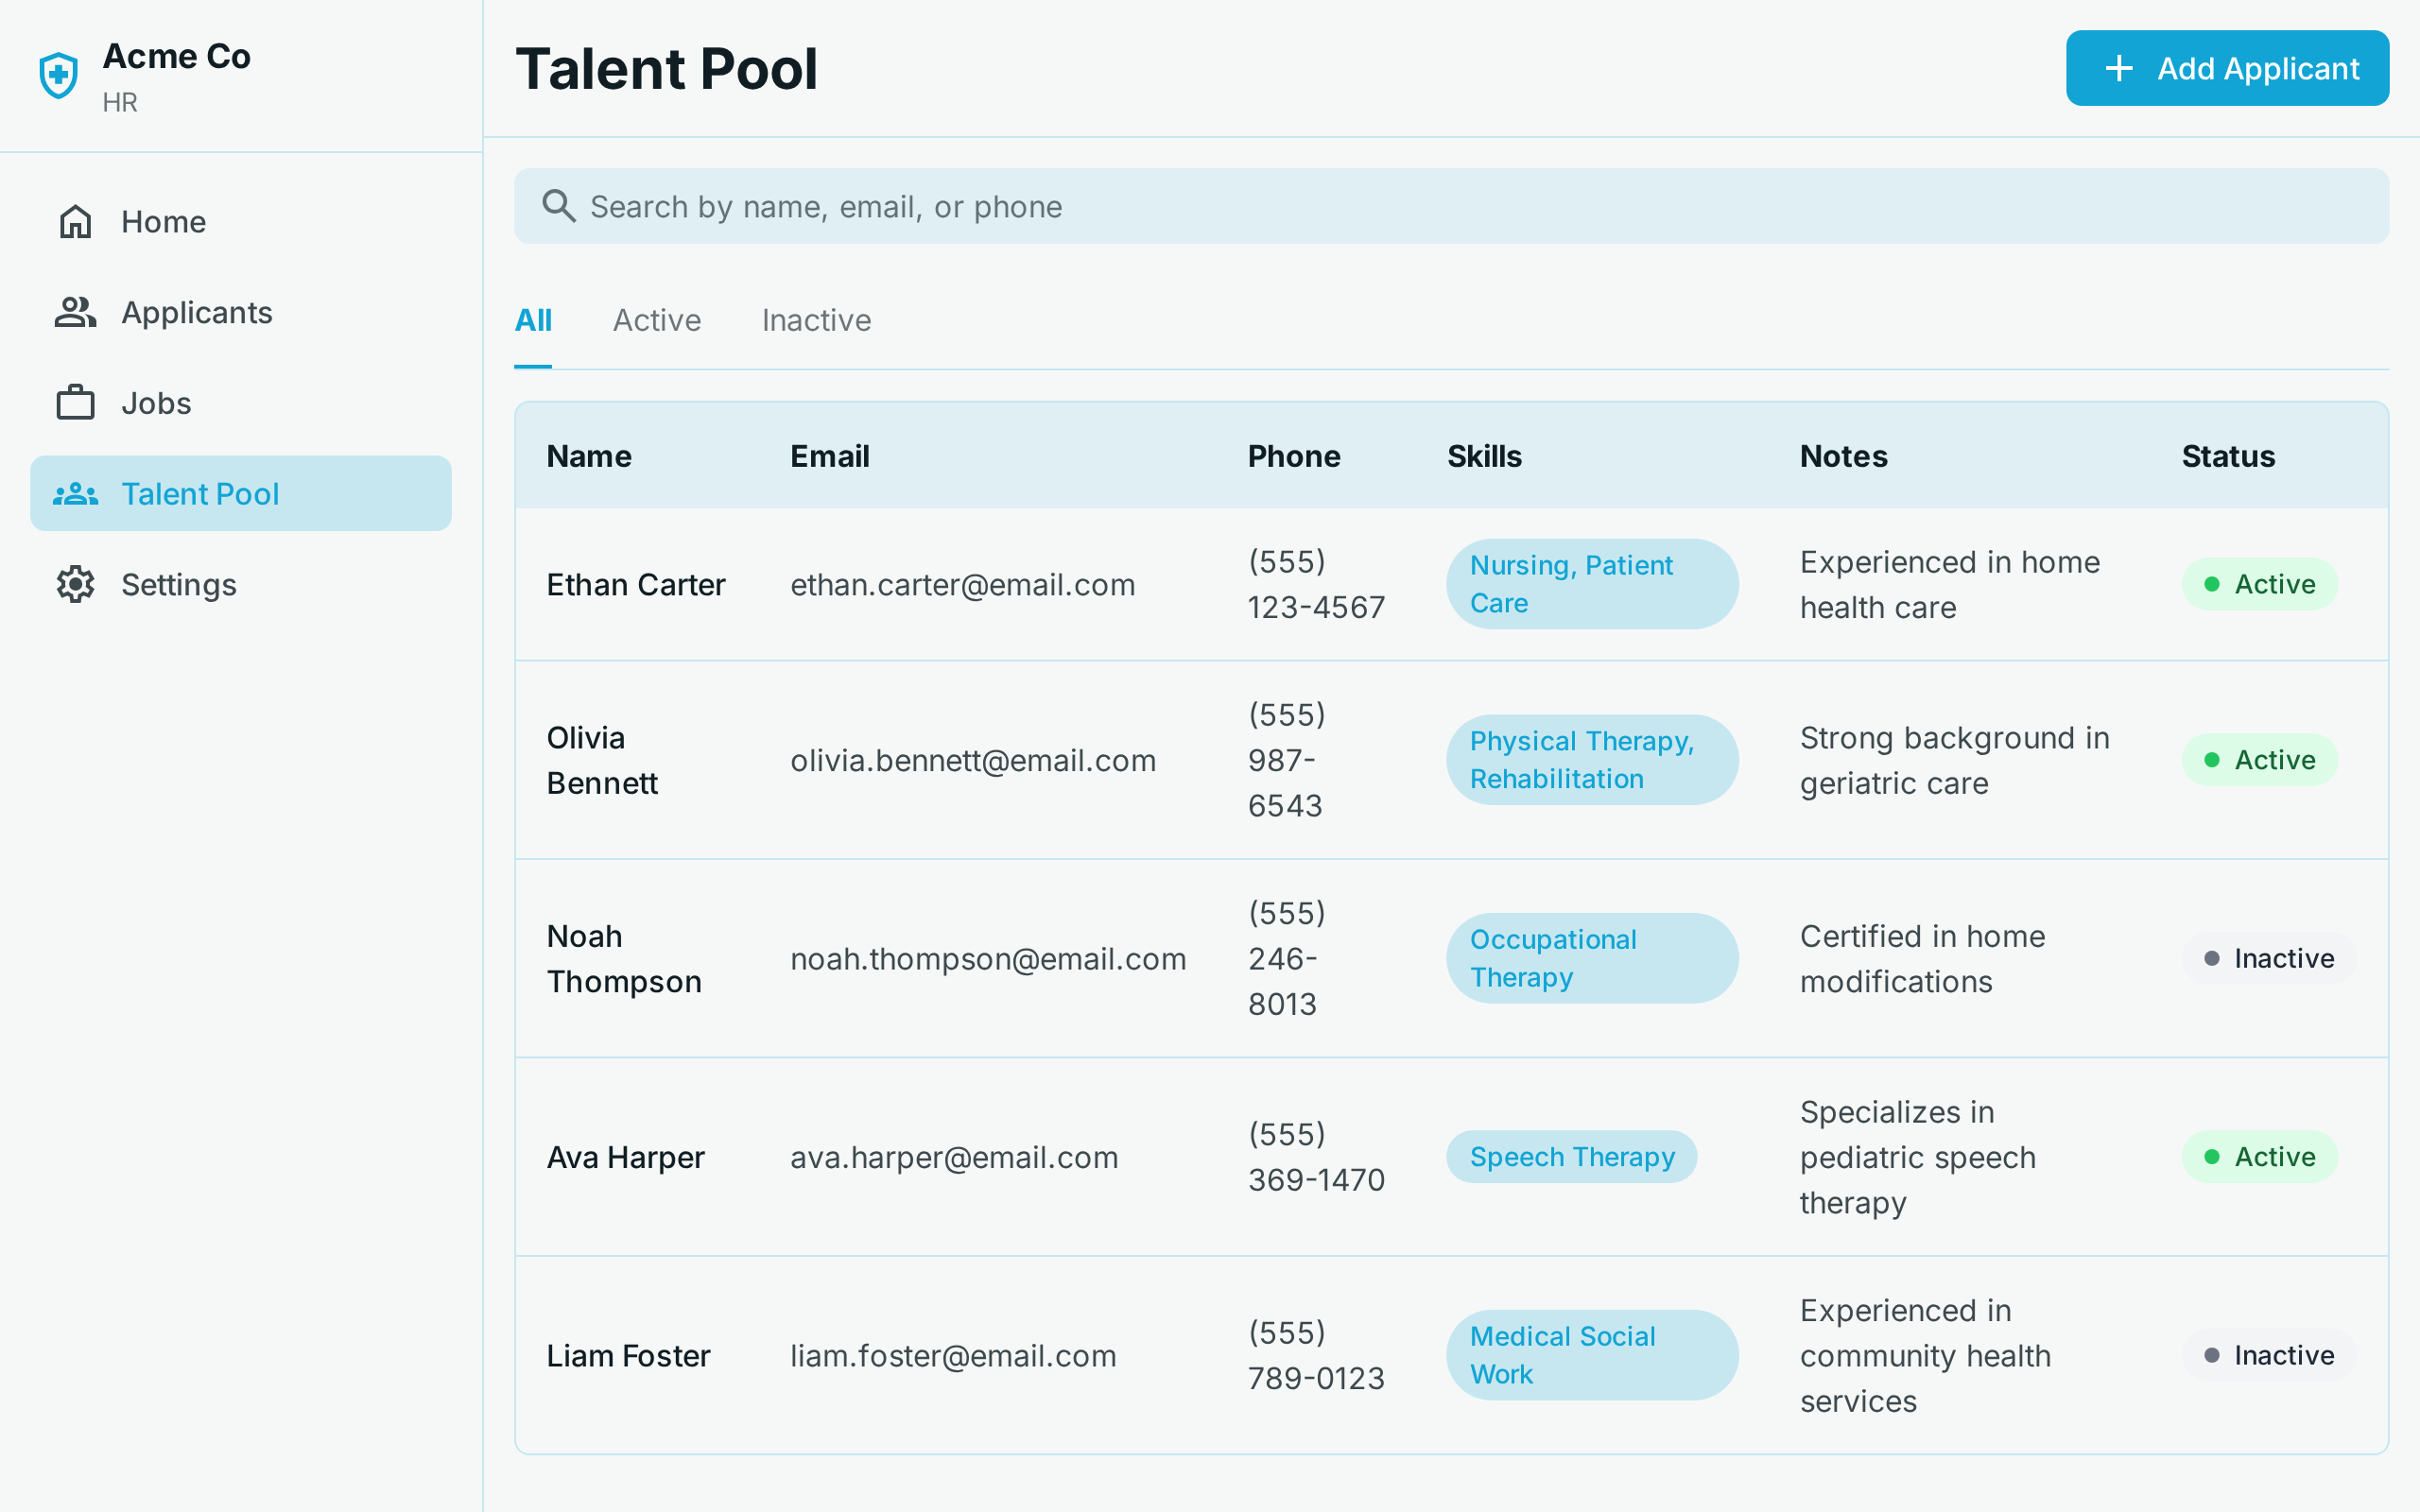 Acme Co
HR
Home
Applicants
Jobs
Talent Pool
Settings
Talent Pool
Add Applicant
Search by name, email, or phone
All Active Inactive
Name Email Phone Skills Notes Status
Ethan Carter
ethan.carter@email.com
(555)
123-4567
Nursing, Patient
Care
Experienced in home
health care
Active
Olivia
Bennett
olivia.bennett@email.com
(555)
987-
6543
Physical Therapy,
Rehabilitation
Strong background in
geriatric care
Active
Noah
Thompson
noah.thompson@email.com
(555)
246-
8013
Occupational
Therapy
Certified in home
modifications
Inactive
Ava Harper
ava.harper@email.com
(555)
369-1470
Speech Therapy
Specializes in
pediatric speech
therapy
Active
Liam Foster
liam.foster@email.com
(555)
789-0123
Medical Social
Work
Experienced in
community health
services
Inactive